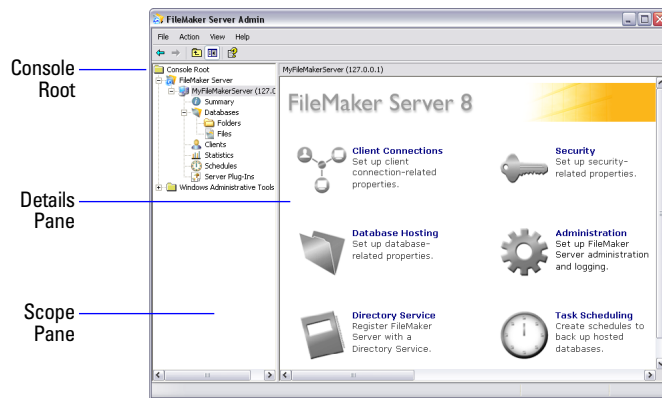 FileMaker Server Admin
File Action View Help
Console Root
Console Root
FileMaker Server
MyFileMakerServer (127.0
Summary
Databases
Folders
Files
Clients
Statistics
Schedules
Server Plug-Ins
Windows Administrative Tools
MyFileMakerServer (127.0.0.1)
FileMaker Server 8
Client Connections
Set up client
connection-related
properties.
Security
Set up security-
related properties.
Details
Pane
Database Hosting
Set up database-
related properties.
Administration
Set up FileMaker
Server administration
and logging.
Scope
Pane
Directory Service
Register FileMaker
Server with a
Directory Service.
Task Scheduling
Create schedules to
back up hosted
databases.